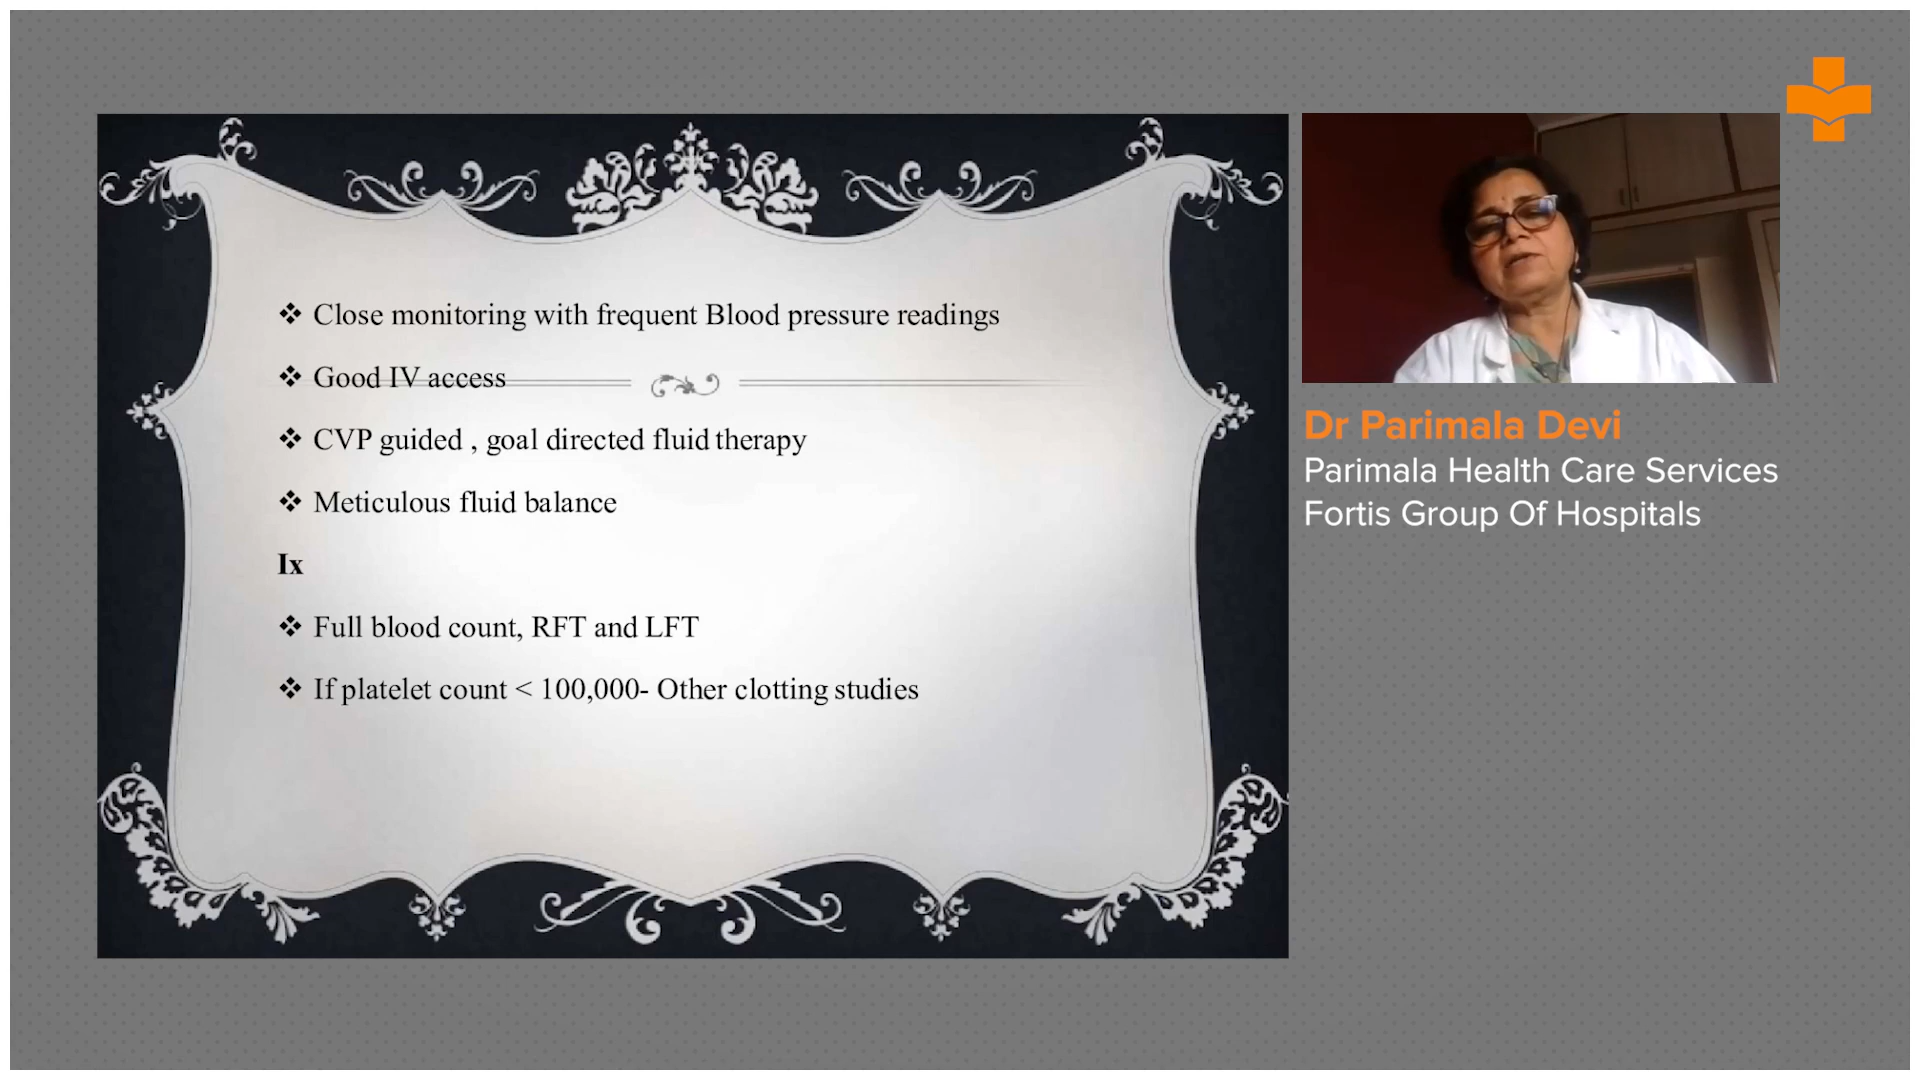 ❖ Close monitoring with frequent Blood pressure readings
❖ Good IV access
❖ CVP guided , goal directed fluid therapy
❖ Meticulous fluid balance
Ix
❖ Full blood count, RFT and LFT
❖ If platelet count < 100,000- Other clotting studies
Dr Parimala Devi
Parimala Health Care Services
Fortis Group Of Hospitals